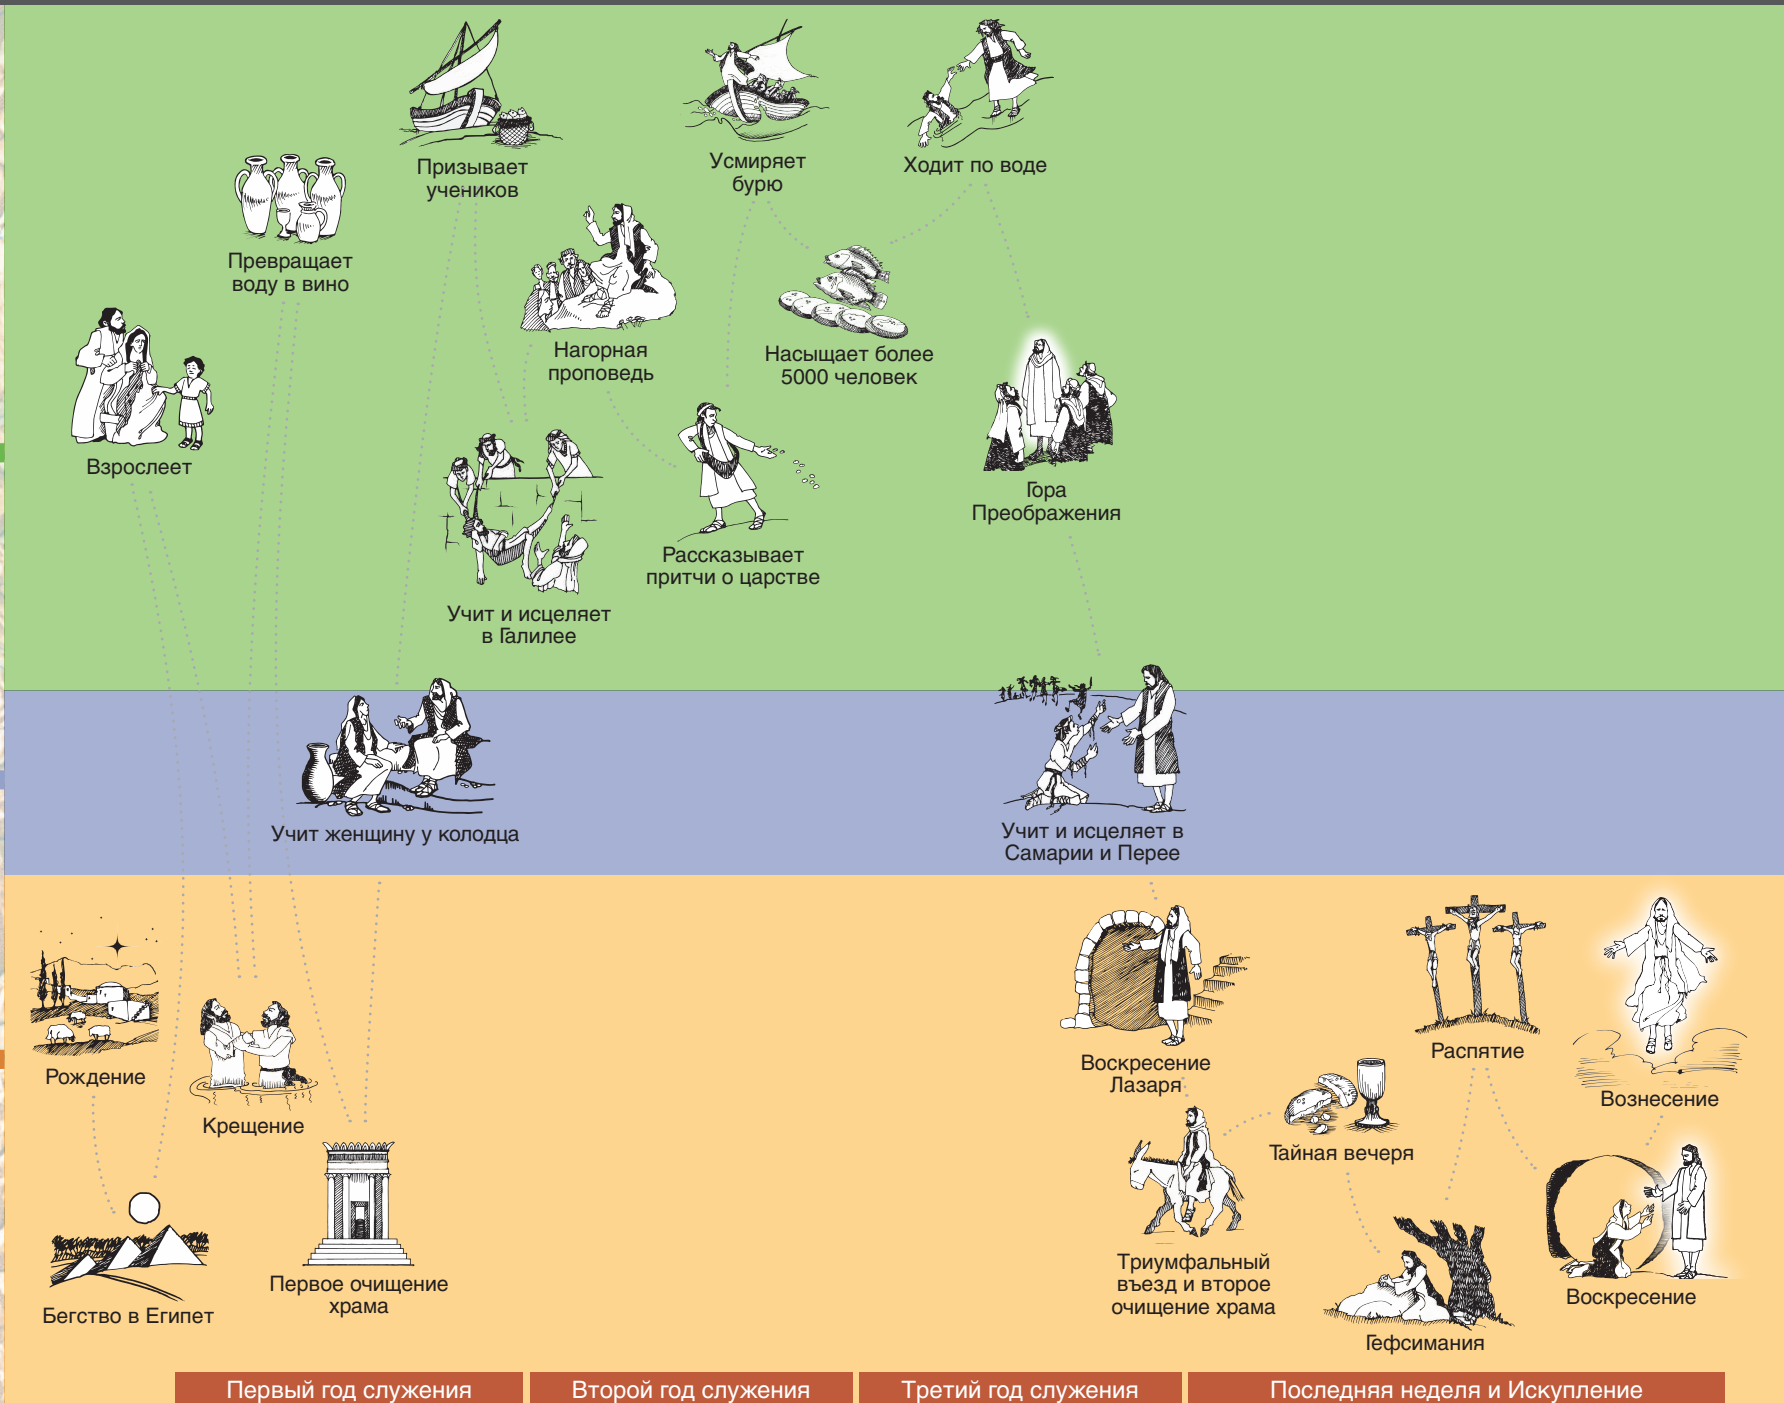 Призывает
учеников
Усмиряет
бурю
Ходит по воде
Превращает
воду в вино
Нагорная
проповедь
Насыщает более
5000 человек
Взрослеет
Гора
Преображения
Рассказывает
притчи о царстве
Учит и исцеляет
в Галилее
Учит женщину у колодца
Учит и исцеляет в
Самарии и Перее
Рождение
Крещение
Воскресение
Лазаря
Распятие
Вознесение
Тайная вечеря
Бегство в Египет
Первое очищение
храма
Триумфальный
въезд и второе
очищение храма
Гефсимания
Воскресение
Первый год служения
Второй год служения
Третий год служения
Последняя неделя и Искупление